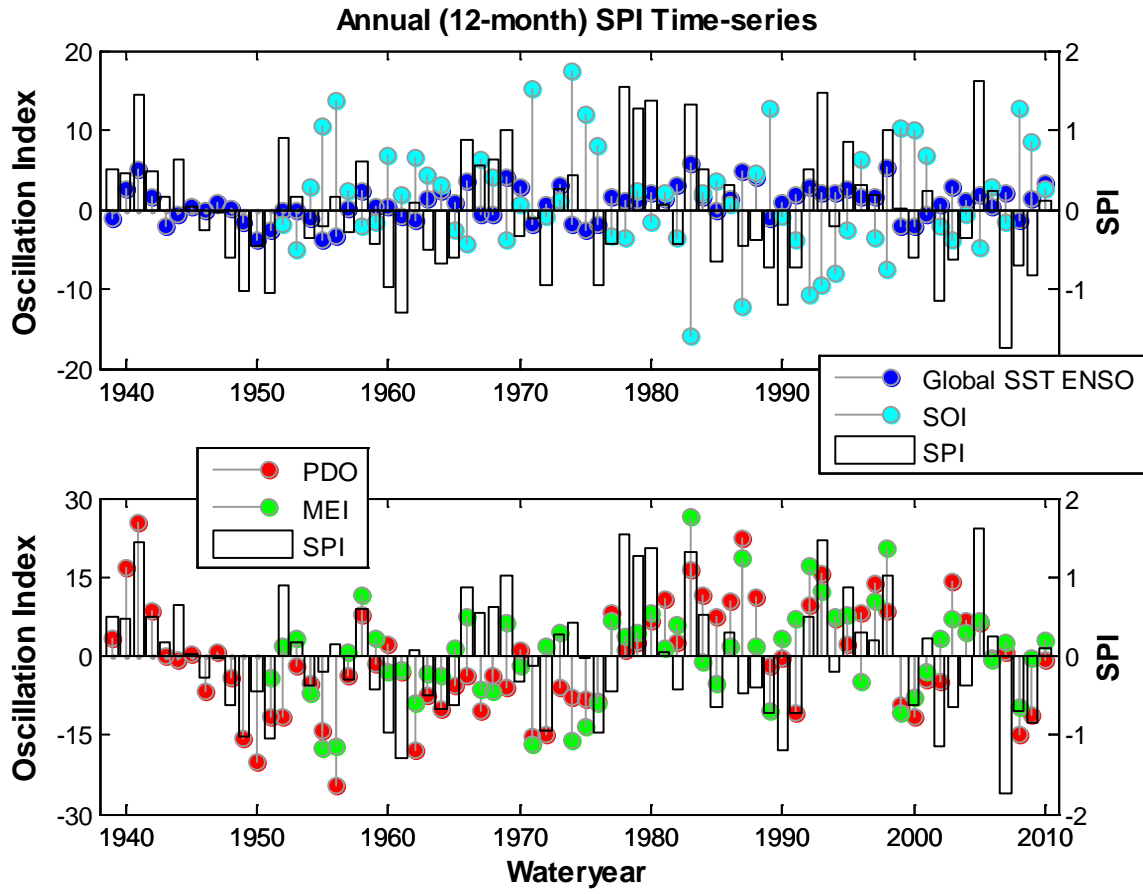 Annual (12-month) SPI Time-series
20
10
0
-10
-20
Oscillation Index
2
1
0
-1
SPI
1940 1950 1960 1970 1980 1990
Global SST ENSO
SOI
SPI
PDO
MEI
SPI
30
15
0
-15
-30
Oscillation Index
2
1
0
-1
-2
SPI
1940 1950 1960 1970 1980 1990 2000 2010
Wateryear